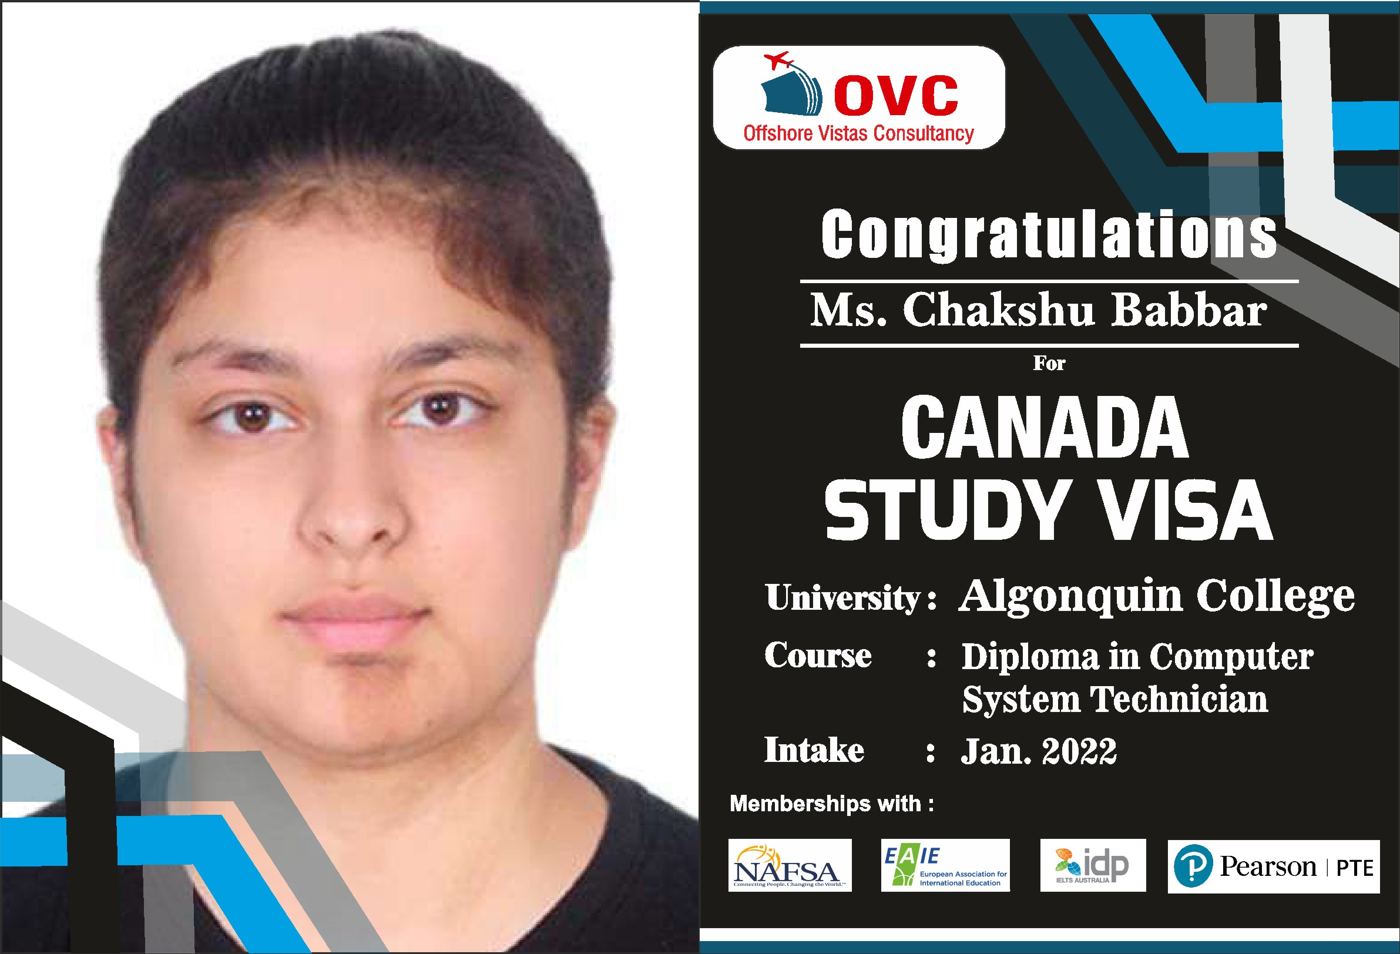 OVC
Offshore Vistas Consultancy
Congratulations
Ms. Chakshu Babbar
For
CANADA
STUDY VISA
University : Algonquin College
Course : Diploma in Computer
System Technician
Intake : Jan. 2022
Memberships with :
NAFSA
Connecting People. Changing the World.™
EAIE
European Association for
International Education
idp
IELTS AUSTRALIA
P Pearson | PTE